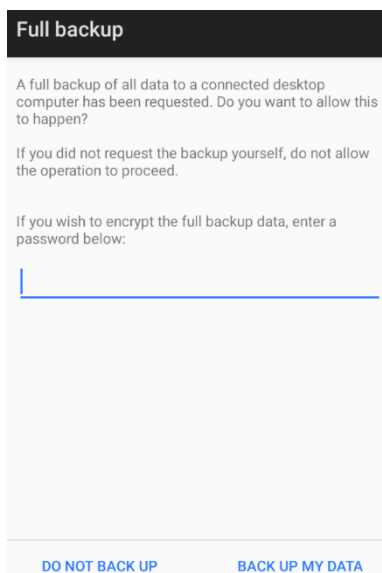 Full backup
A full backup of all data to a connected desktop
computer has been requested. Do you want to allow this
to happen?
If you did not request the backup yourself, do not allow
the operation to proceed.
If you wish to encrypt the full backup data, enter a
password below:
DO NOT BACK UP
BACK UP MY DATA